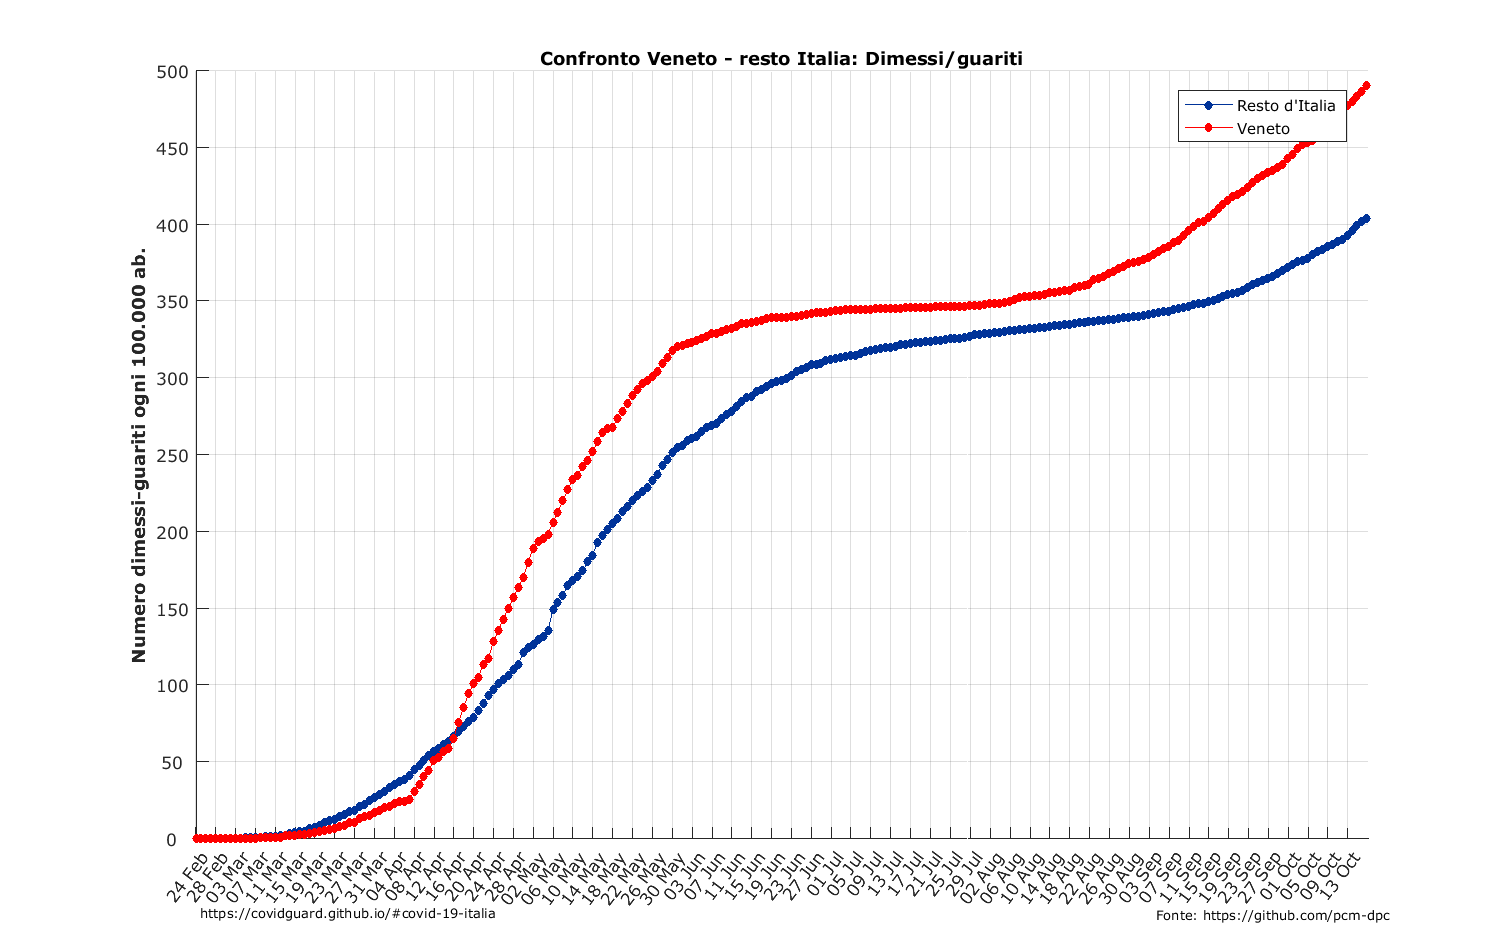 Confronto Veneto - resto Italia: Dimessi/guariti
Resto d'Italia
Veneto
Numero dimessi-guariti ogni 100.000 ab.
500
450
400
350
300
250
200
150
100
50
0
24 Feb
28 Feb
03 Mar
07 Mar
11 Mar
15 Mar
19 Mar
23 Mar
27 Mar
31 Mar
04 Apr
08 Apr
12 Apr
16 Apr
20 Apr
24 Apr
28 Apr
02 May
06 May
10 May
14 May
18 May
22 May
26 May
30 May
03 Jun
07 Jun
11 Jun
15 Jun
19 Jun
23 Jun
27 Jun
01 Jul
05 Jul
09 Jul
13 Jul
17 Jul
21 Jul
25 Jul
29 Jul
02 Aug
06 Aug
10 Aug
14 Aug
18 Aug
22 Aug
26 Aug
30 Aug
03 Sep
07 Sep
11 Sep
15 Sep
19 Sep
23 Sep
27 Sep
01 Oct
05 Oct
09 Oct
13 Oct
https://covidguard.github.io/#covid-19-italia
Fonte: https://github.com/pcm-dpc